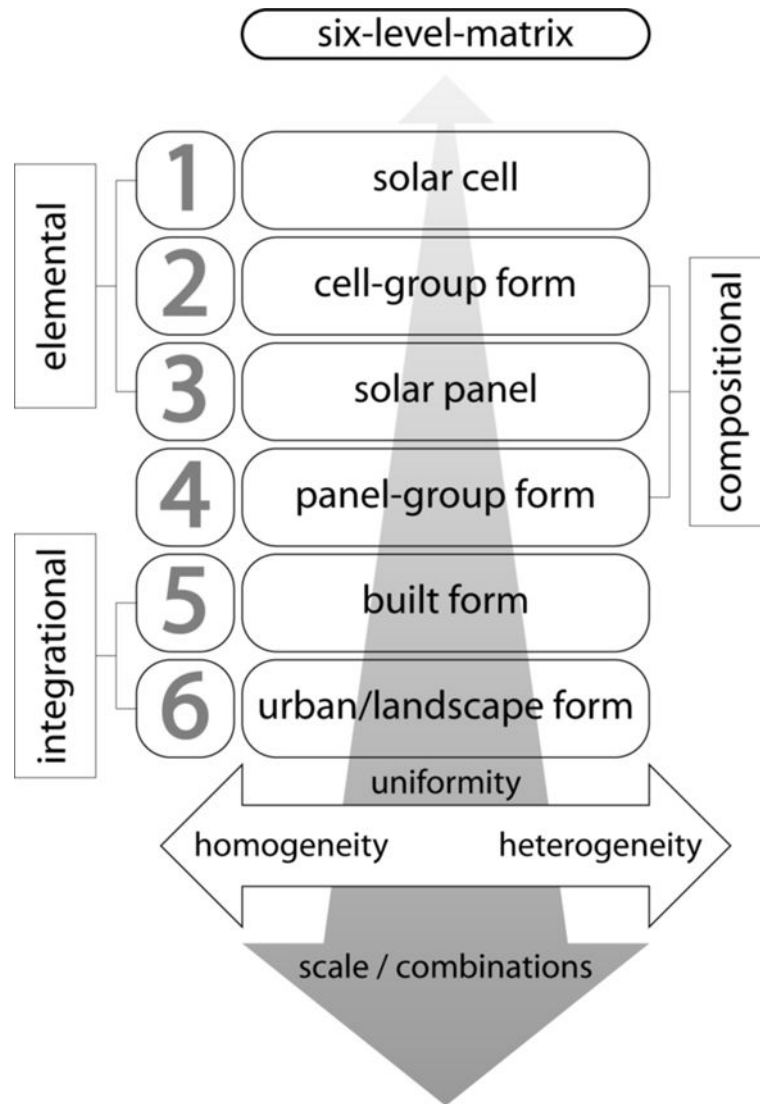 six-level-matrix
elemental
1
solar cell
2
cell-group form
3
solar panel
compositional
4
panel-group form
integrational
5
built form
6
urban/landscape form
uniformity
homogeneity
heterogeneity
scale / combinations